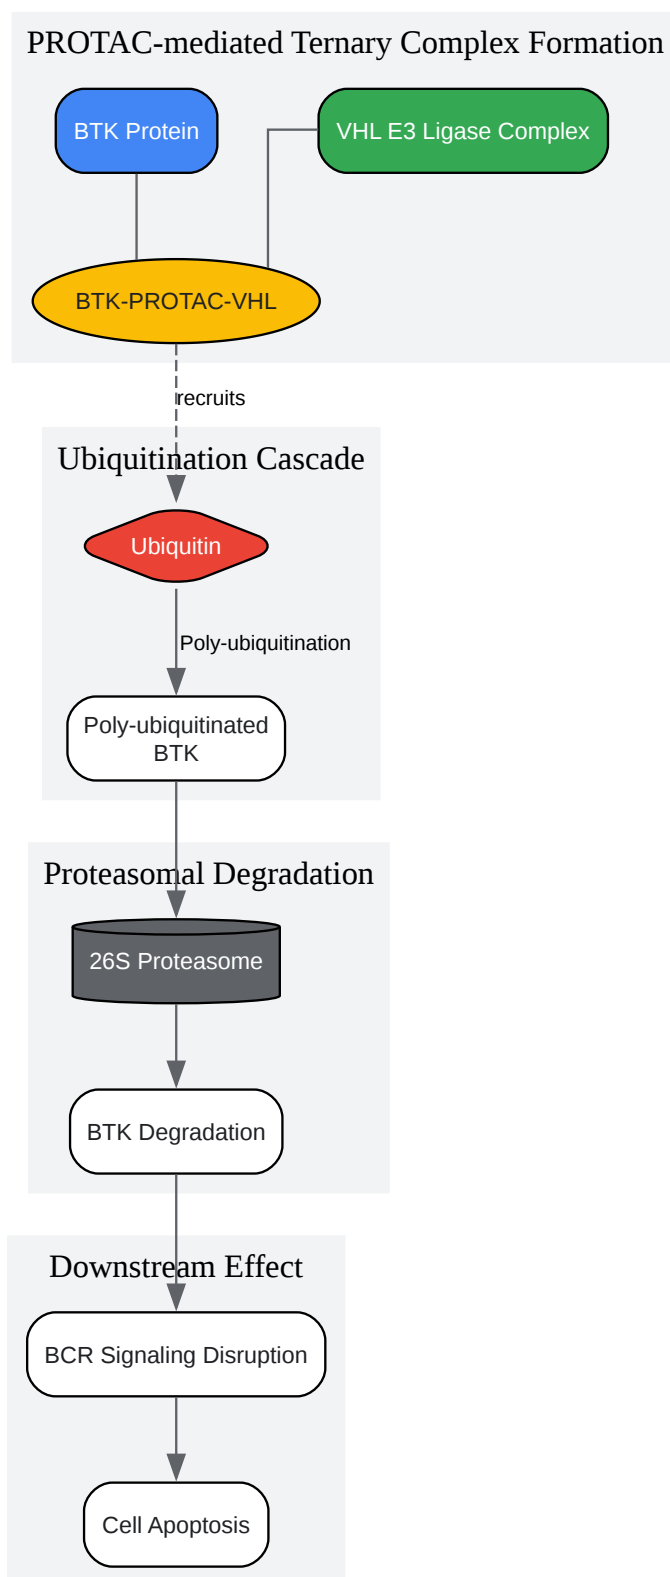 PROTAC-mediated Ternary Complex Formation
BTK Protein
VHL E3 Ligase Complex
BTK-PROTAC-VHL
recruits
Ubiquitination Cascade
Ubiquitin
Poly-ubiquitination
Poly-ubiquitinated
BTK
Proteasomal Degradation
26S Proteasome
BTK Degradation
Downstream Effect
BCR Signaling Disruption
Cell Apoptosis